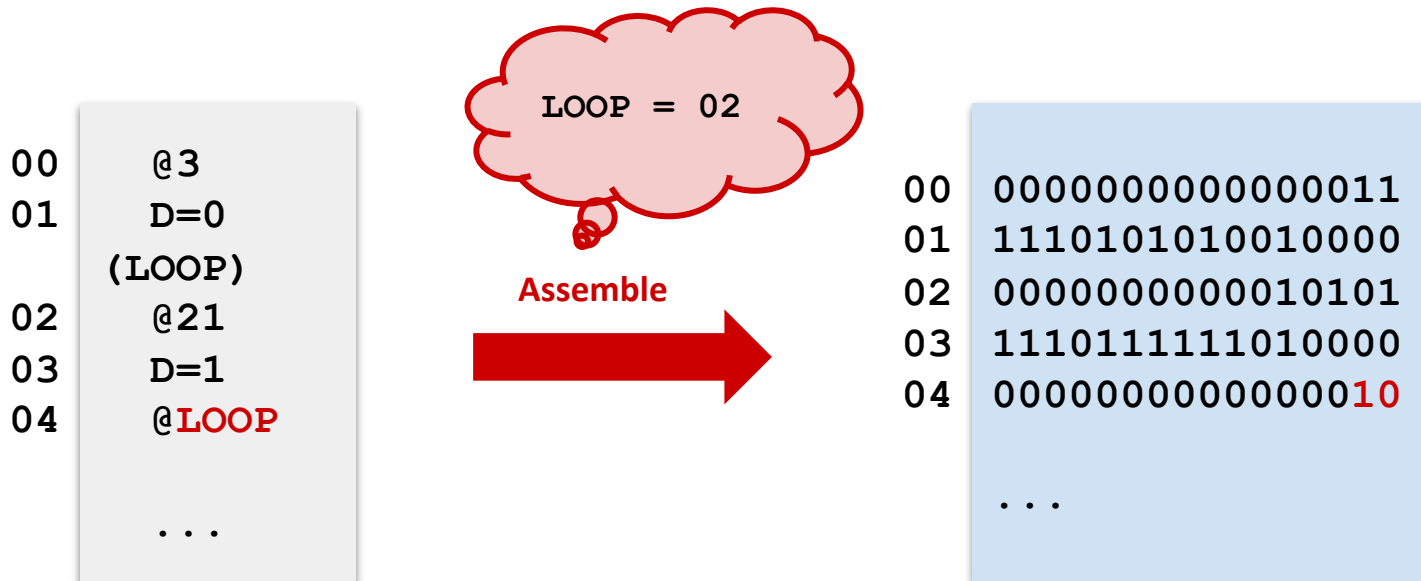 LOOP = 02
00 @3
01 D=0
(LOOP)
02 @21
03 D=1
04 @LOOP
...
Assemble
00 0000000000000011
01 1110101010010000
02 0000000000010101
03 1110111111010000
04 0000000000000010
...